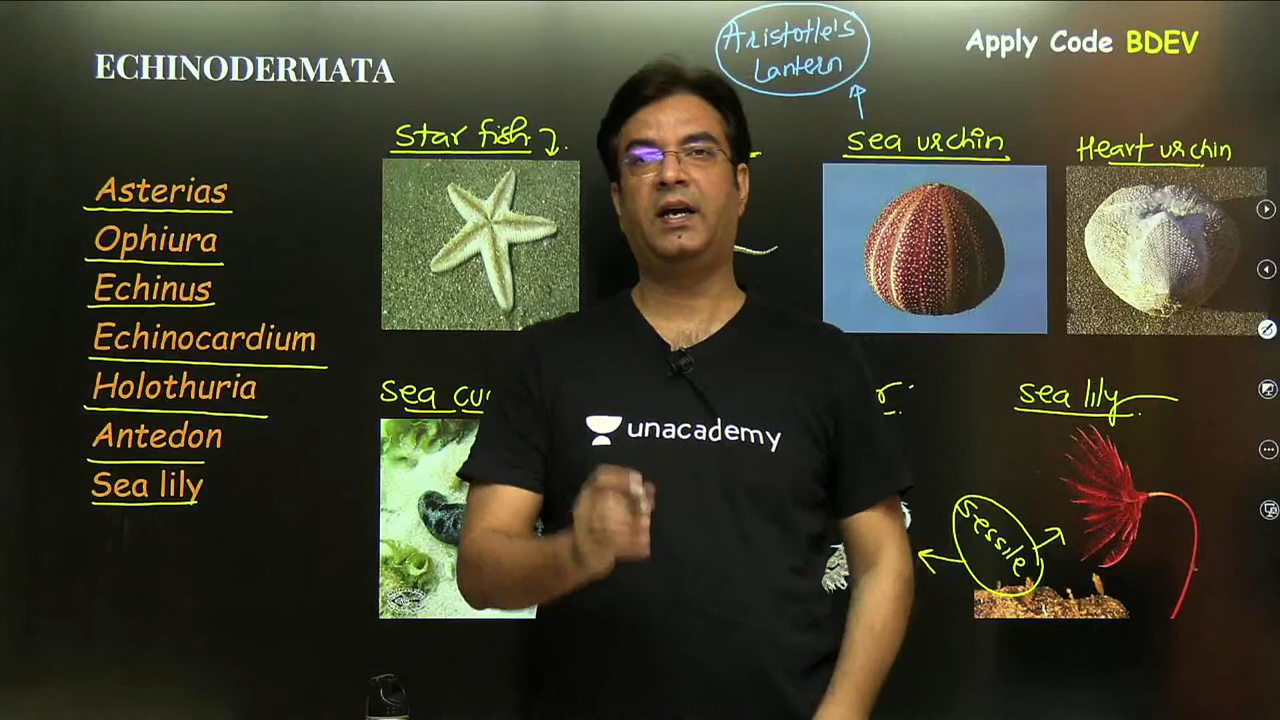 Aristotle's
Lantern
Apply Code BDEV
ECHINODERMATA
Star fish
sea urchin
Heart urchin
Asterias
Ophiura
Echinus
Echinocardium
Holothuria
Antedon
Sea lily
sea cu
r
sea lily
unacademy
sessile